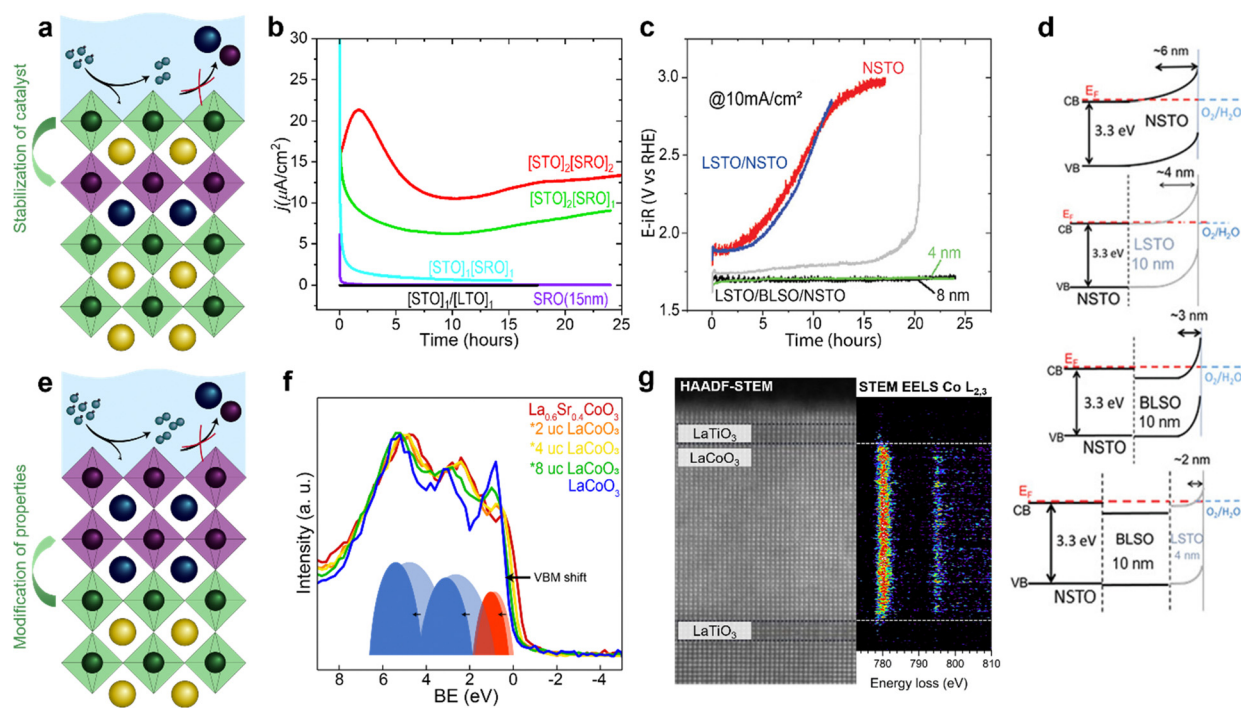 a
Stabilization of catalyst
b
j(μA/cm²)
30
25
20
15
10
5
0
[STO]₂[SRO]₂
[STO]₂[SRO]₁
[STO]₁[SRO]₁
[STO]₁/[LTO]₁
SRO(15nm)
0 5 10 15 20 25
Time (hours)
c
E-iR (V vs RHE)
3.0
2.5
2.0
1.5
@10mA/cm²
NSTO
LSTO/NSTO
4 nm
8 nm
LSTO/BLSO/NSTO
0 5 10 15 20 25
Time (hours)
d
~6 nm
E_F
CB
NSTO
O₂/H₂O
3.3 eV
VB
~4 nm
E_F
CB
O₂/H₂O
3.3 eV
LSTO
10 nm
VB
NSTO
~3 nm
E_F
CB
O₂/H₂O
3.3 eV
BLSO
10 nm
VB
NSTO
~2 nm
E_F
CB
O₂/H₂O
3.3 eV
BLSO
10 nm
LSTO
4 nm
VB
NSTO
e
Modification of properties
f
Intensity (a. u.)
La₀.₆Sr₀.₄CoO₃
*2 uc LaCoO₃
*4 uc LaCoO₃
*8 uc LaCoO₃
LaCoO₃
VBM shift
8 6 4 2 0 -2 -4
BE (eV)
g
HAADF-STEM
STEM EELS Co L₂,₃
LaTiO₃
LaCoO₃
LaTiO₃
780 790 800 810
Energy loss (eV)